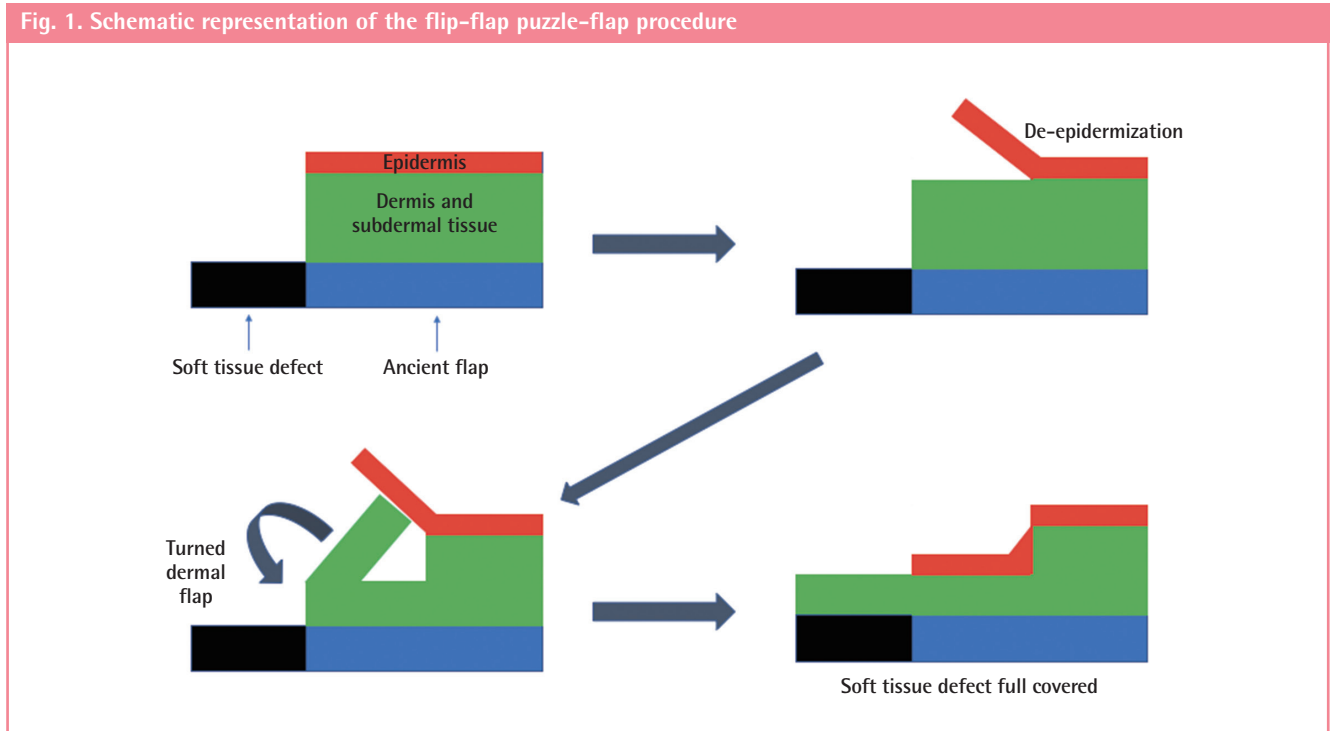 Fig. 1. Schematic representation of the flip-flap puzzle-flap procedure
Epidermis
Dermis and
subdermal tissue
Soft tissue defect
Ancient flap
De-epidermization
Turned
dermal
flap
Soft tissue defect full covered